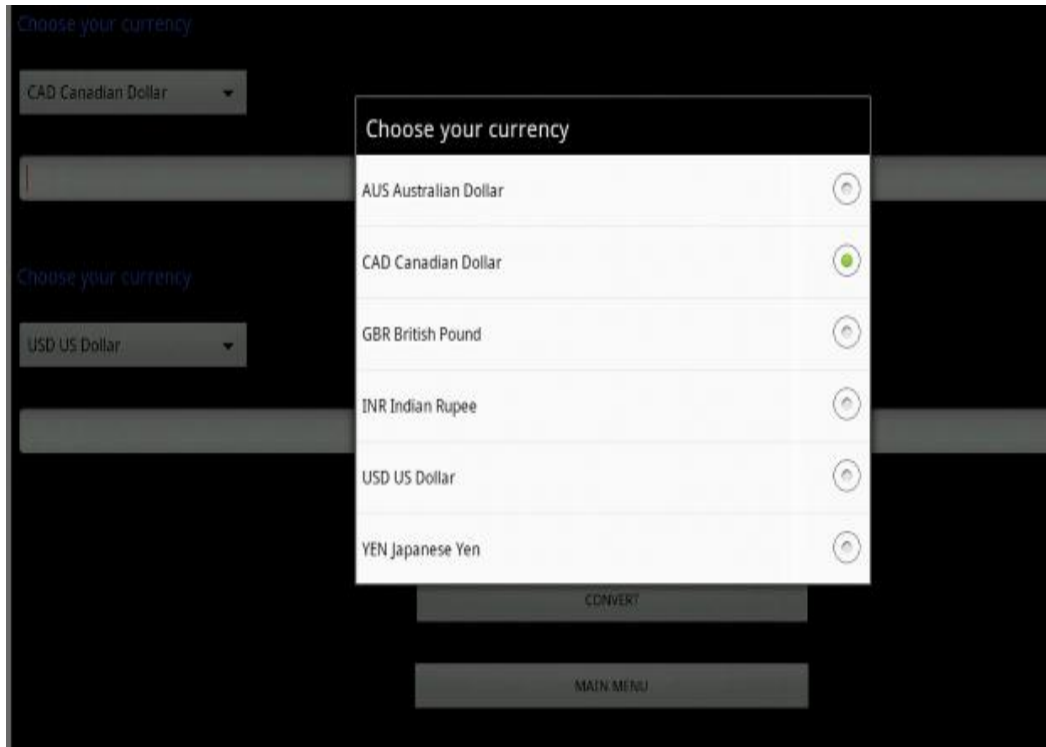 Choose your currency
CAD Canadian Dollar
Choose your currency
USD US Dollar
Choose your currency
AUS Australian Dollar
CAD Canadian Dollar
GBR British Pound
INR Indian Rupee
USD US Dollar
YEN Japanese Yen
CONVERT
MAIN MENU